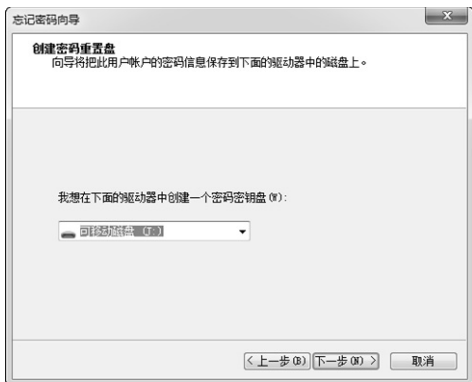 忘记密码向导
创建密码重置盘
向导将把此用户帐户的密码信息保存到下面的驱动器中的磁盘上。
我想在下面的驱动器中创建一个密码密钥盘(W):
可移动磁盘 (J:)
< 上一步(B) 下一步(N) > 取消